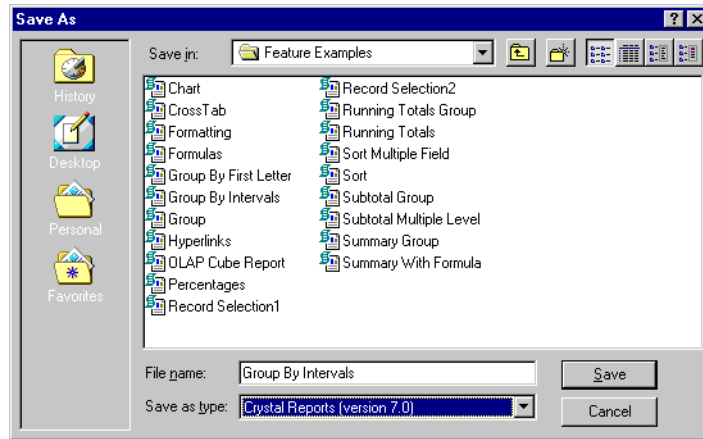 Save As
History
Desktop
Personal
Favorites
Save in: Feature Examples
Chart
CrossTab
Formatting
Formulas
Group By First Letter
Group By Intervals
Group
Hyperlinks
OLAP Cube Report
Percentages
Record Selection1
Record Selection2
Running Totals Group
Running Totals
Sort Multiple Field
Sort
Subtotal Group
Subtotal Multiple Level
Summary Group
Summary With Formula
File name: Group By Intervals
Save
Save as type: Crystal Reports (version 7.0)
Cancel